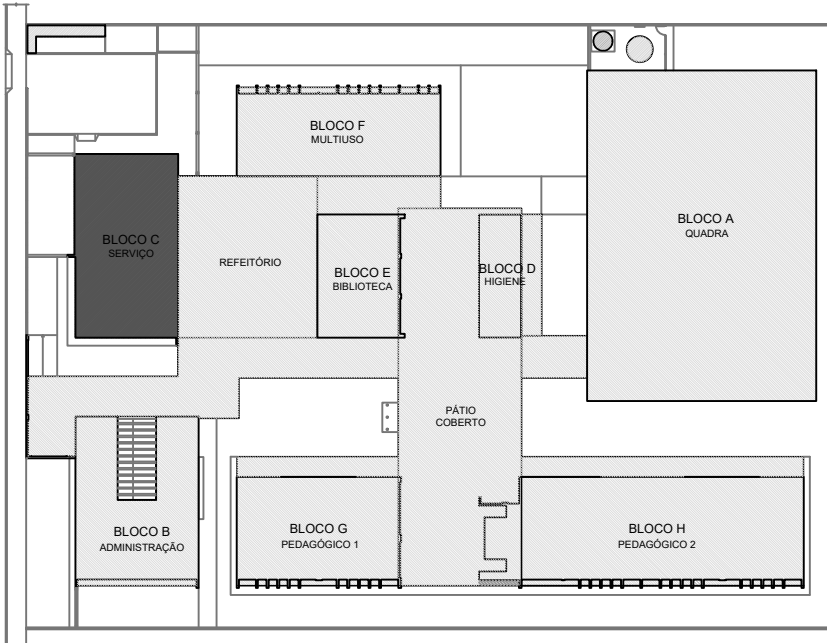 BLOCO F
MULTIUSO
BLOCO A
QUADRA
BLOCO C
SERVIÇO
REFEITÓRIO
BLOCO E
BIBLIOTECA
BLOCO D
HIGIENE
PÁTIO
COBERTO
BLOCO B
ADMINISTRAÇÃO
BLOCO G
PEDAGÓGICO 1
BLOCO H
PEDAGÓGICO 2